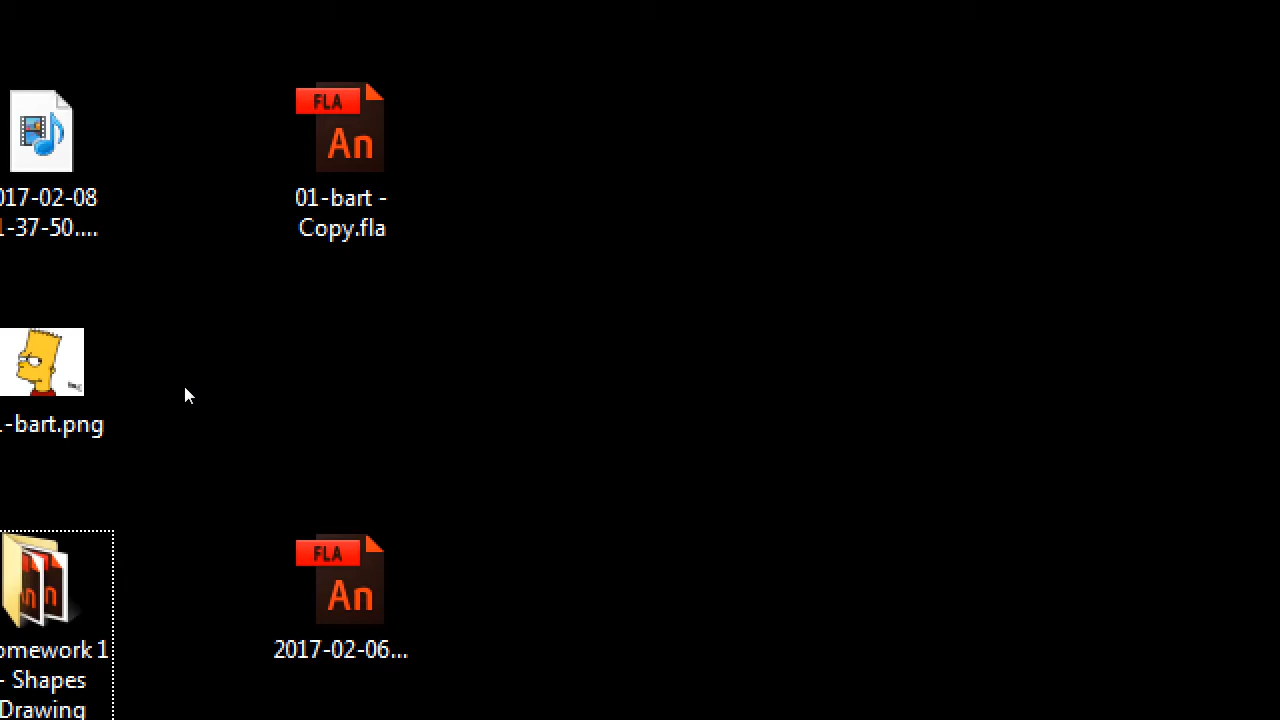 FLA
An
017-02-08
1-37-50....
01-bart -
Copy.fla
-bart.png
FLA
An
omework 1
- Shapes
Drawing
2017-02-06...